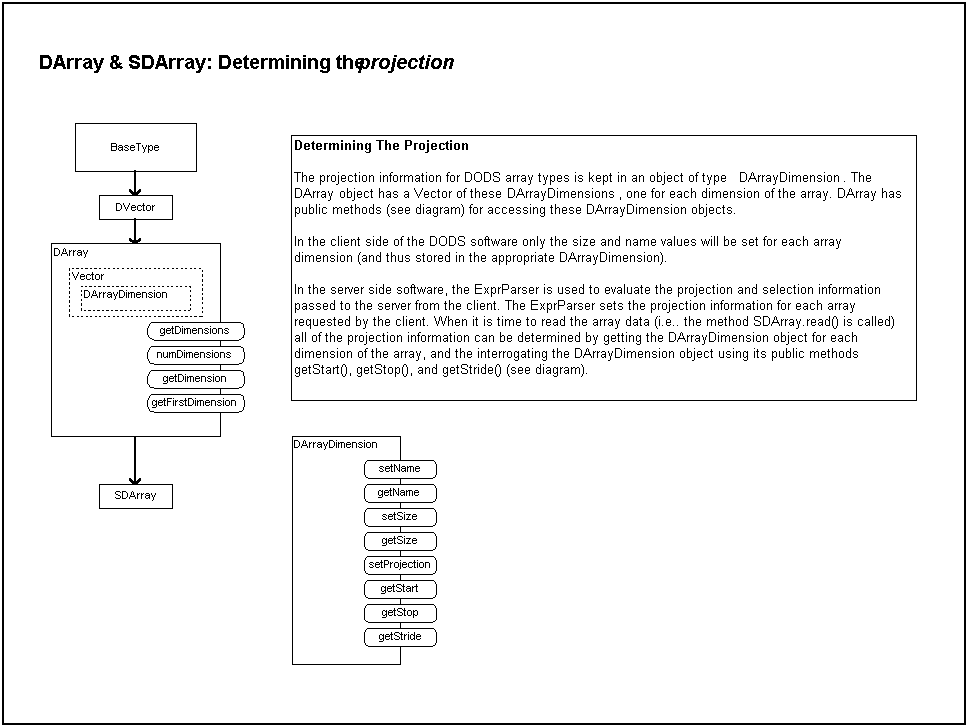 DArray & SDArray: Determining the projection
BaseType
DVector
DArray
Vector
DArrayDimension
getDimensions
numDimensions
getDimension
getFirstDimension
SDArray
Determining The Projection
The projection information for DODS array types is kept in an object of type DArrayDimension. The
DArray object has a Vector of these DArrayDimensions, one for each dimension of the array. DArray has
public methods (see diagram) for accessing these DArrayDimension objects.
In the client side of the DODS software only the size and name values will be set for each array
dimension (and thus stored in the appropriate DArrayDimension).
In the server side software, the ExprParser is used to evaluate the projection and selection information
passed to the server from the client. The ExprParser sets the projection information for each array
requested by the client. When it is time to read the array data (i.e.. the method SDArray.read() is called)
all of the projection information can be determined by getting the DArrayDimension object for each
dimension of the array, and the interrogating the DArrayDimension object using its public methods
getStart(), getStop(), and getStride() (see diagram).
DArrayDimension
setName
getName
setSize
getSize
setProjection
getStart
getStop
getStride